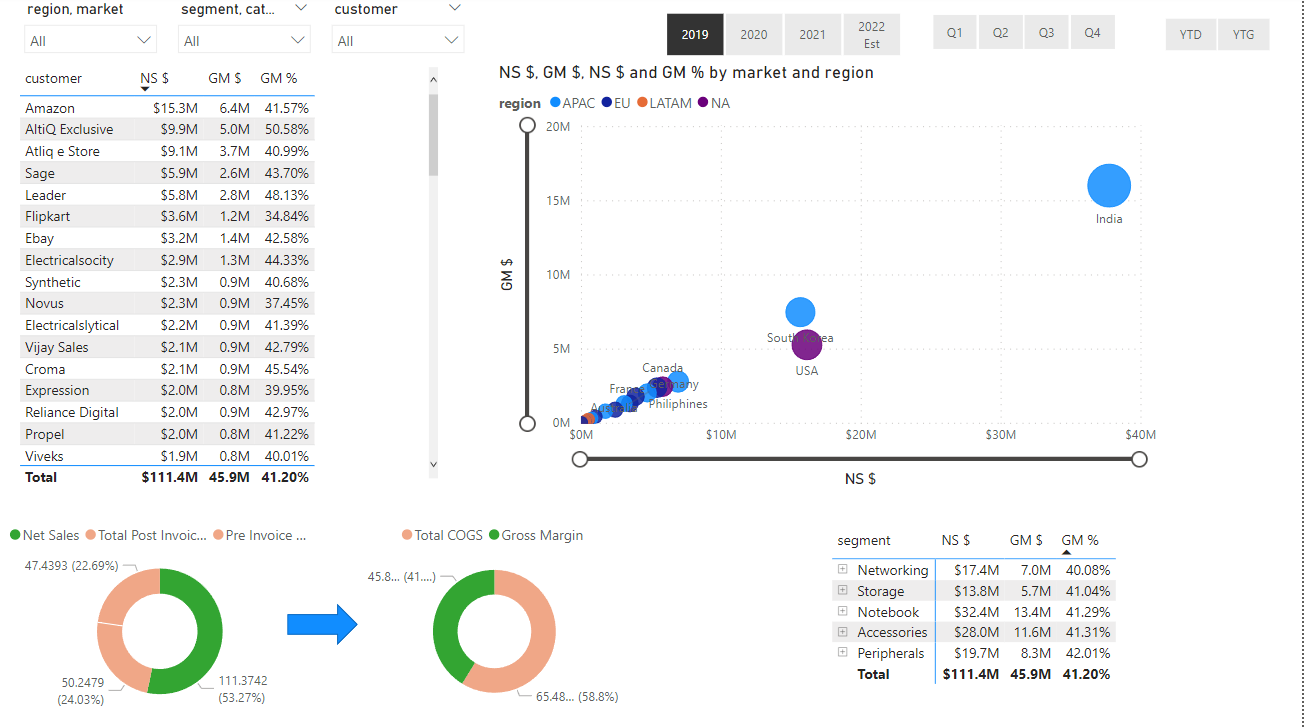 region, market
segment, cat...
customer
All
All
All
2019
2020
2021
2022
Est
Q1
Q2
Q3
Q4
YTD
YTG
customer NS $ GM $ GM %
Amazon $15.3M 6.4M 41.57%
AltiQ Exclusive $9.9M 5.0M 50.58%
Atliq e Store $9.1M 3.7M 40.99%
Sage $5.9M 2.6M 43.70%
Leader $5.8M 2.8M 48.13%
Flipkart $3.6M 1.2M 34.84%
Ebay $3.2M 1.4M 42.58%
Electricalsocity $2.9M 1.3M 44.33%
Synthetic $2.3M 0.9M 40.68%
Novus $2.3M 0.9M 37.45%
Electricalslytical $2.2M 0.9M 41.39%
Vijay Sales $2.1M 0.9M 42.79%
Croma $2.1M 0.9M 45.54%
Expression $2.0M 0.8M 39.95%
Reliance Digital $2.0M 0.9M 42.97%
Propel $2.0M 0.8M 41.22%
Viveks $1.9M 0.8M 40.01%
Total $111.4M 45.9M 41.20%
NS $, GM $, NS $ and GM % by market and region
region APAC EU LATAM NA
20M
15M
10M
5M
0M
GM $
India
South Korea
USA
Canada
Germany
France
Philiphines
Australia
$0M $10M $20M $30M $40M
NS $
Net Sales Total Post Invoic... Pre Invoice ...
47.4393 (22.69%)
50.2479
(24.03%)
111.3742
(53.27%)
Total COGS Gross Margin
45.8... (41....)
65.48... (58.8%)
segment NS $ GM $ GM %
Networking $17.4M 7.0M 40.08%
Storage $13.8M 5.7M 41.04%
Notebook $32.4M 13.4M 41.29%
Accessories $28.0M 11.6M 41.31%
Peripherals $19.7M 8.3M 42.01%
Total $111.4M 45.9M 41.20%